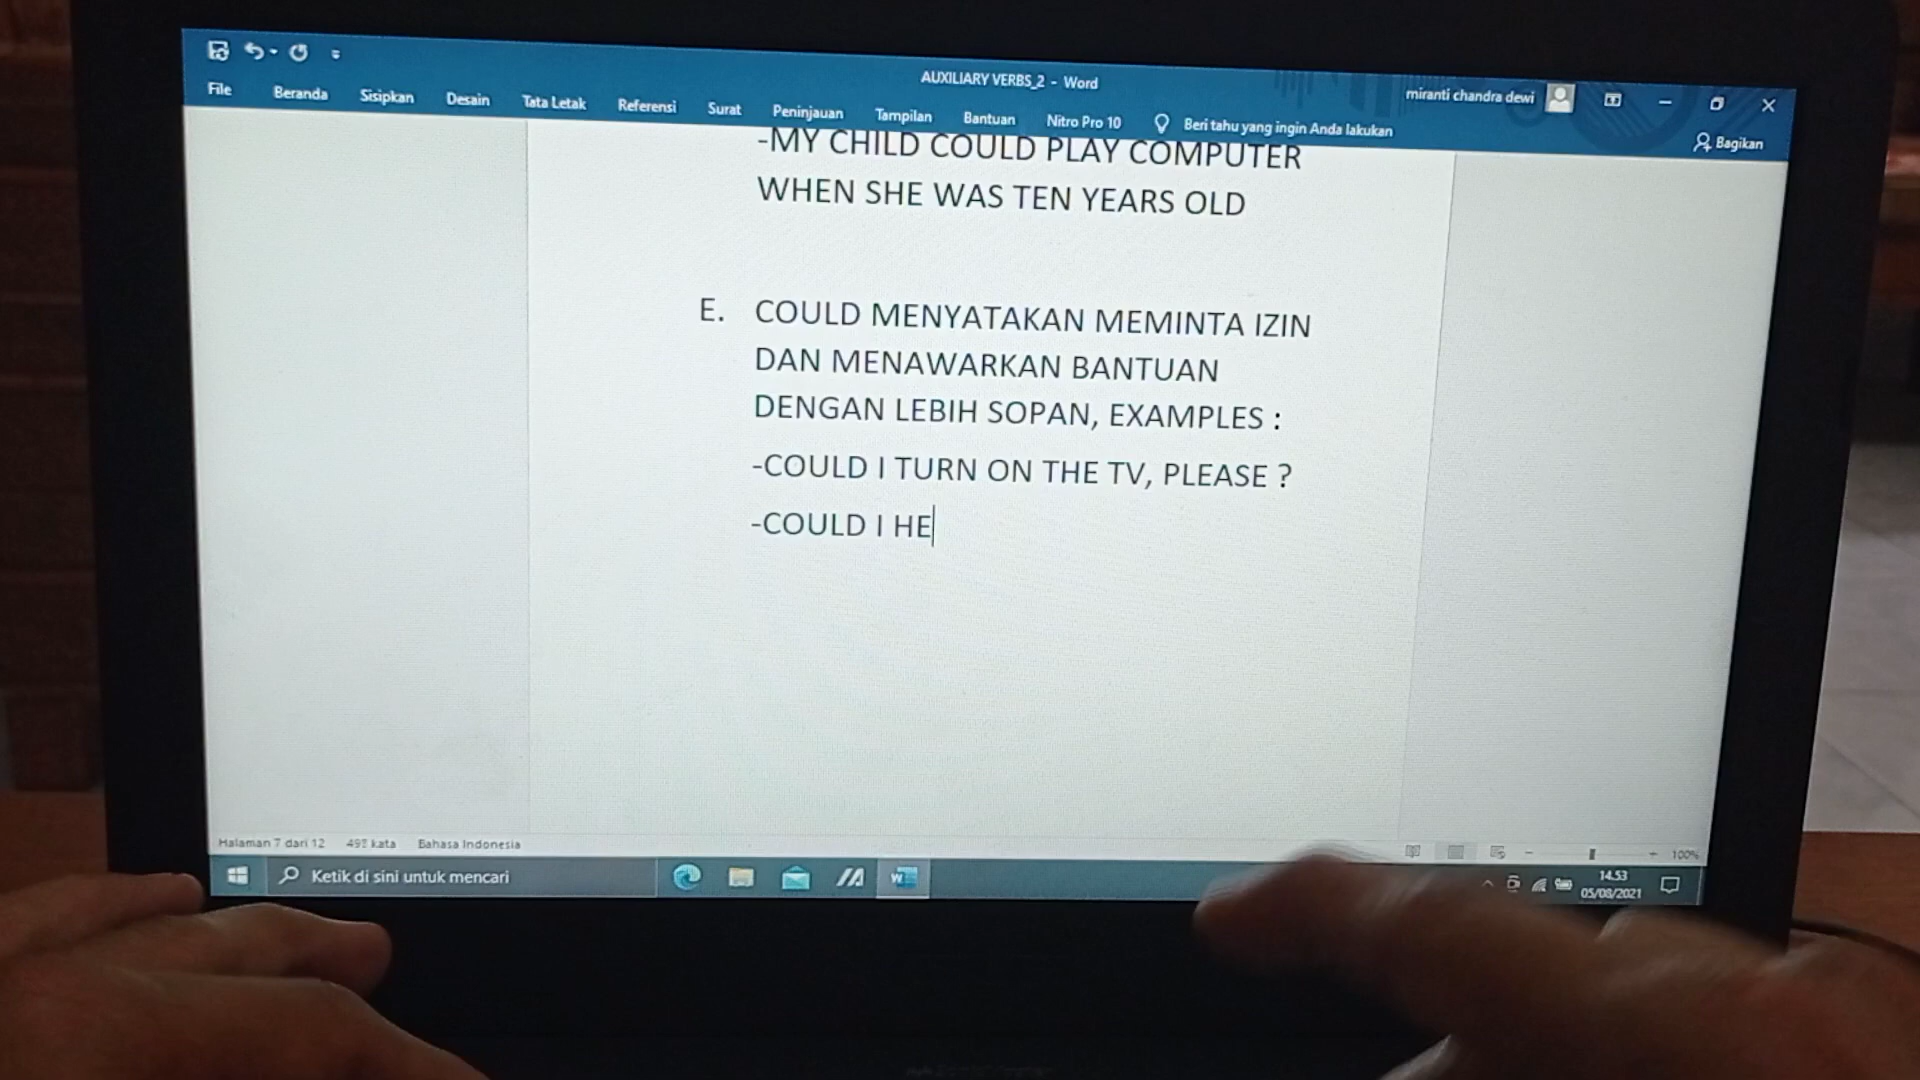 AUXILIARY VERBS_2 - Word
miranti chandra dewi
File Beranda Sisipkan Desain Tata Letak Referensi Surat Peninjauan Tampilan Bantuan Nitro Pro 10 Beri tahu yang ingin Anda lakukan
Bagikan
-MY CHILD COULD PLAY COMPUTER
WHEN SHE WAS TEN YEARS OLD
E. COULD MENYATAKAN MEMINTA IZIN
DAN MENAWARKAN BANTUAN
DENGAN LEBIH SOPAN, EXAMPLES :
-COULD I TURN ON THE TV, PLEASE ?
-COULD I HE
Halaman 7 dari 12 kata Bahasa Indonesia
100%
Ketik di sini untuk mencari
14.53
05/08/2021